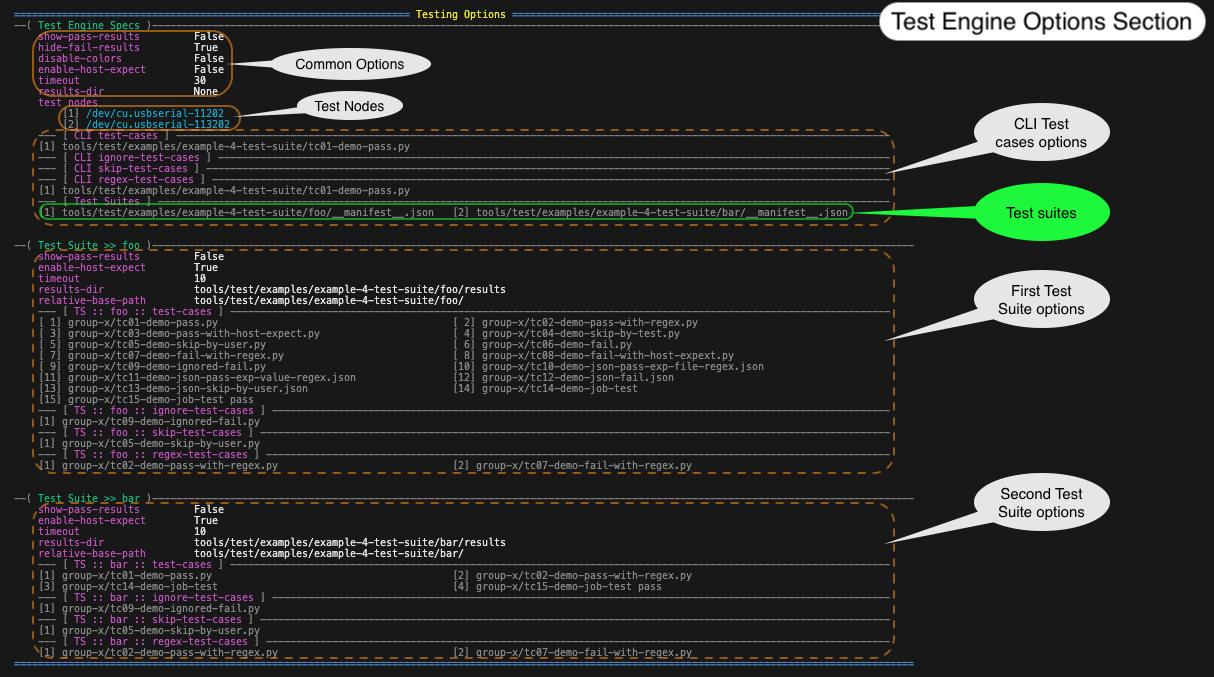 Testing Options
Test Engine Options Section
( Test Engine Specs )
show-pass-results False
hide-fail-results True
disable-colors False
enable-host-expect False
timeout 30
results-dir None
Common Options
test nodes
Test Nodes
[1] /dev/cu.usbserial-11202
[2] /dev/cu.usbserial-113202
--- [ CLI test-cases ]
[1] tools/test/examples/example-4-test-suite/tc01-demo-pass.py
--- [ CLI ignore-test-cases ]
--- [ CLI skip-test-cases ]
--- [ CLI regex-test-cases ]
[1] tools/test/examples/example-4-test-suite/tc01-demo-pass.py
CLI Test
cases options
--- [ Test Suites ]
[1] tools/test/examples/example-4-test-suite/foo/__manifest__.json [2] tools/test/examples/example-4-test-suite/bar/__manifest__.json
Test suites
--( Test Suite >> foo )
show-pass-results False
enable-host-expect True
timeout 10
results-dir tools/test/examples/example-4-test-suite/foo/results
relative-base-path tools/test/examples/example-4-test-suite/foo/
First Test
Suite options
--- [ TS :: foo :: test-cases ]
[ 1] group-x/tc01-demo-pass.py [ 2] group-x/tc02-demo-pass-with-regex.py
[ 3] group-x/tc03-demo-pass-with-host-expect.py [ 4] group-x/tc04-demo-skip-by-test.py
[ 5] group-x/tc05-demo-skip-by-user.py [ 6] group-x/tc06-demo-fail.py
[ 7] group-x/tc07-demo-fail-with-regex.py [ 8] group-x/tc08-demo-fail-with-host-expext.py
[ 9] group-x/tc09-demo-ignored-fail.py [10] group-x/tc10-demo-json-pass-exp-file-regex.json
[11] group-x/tc11-demo-json-pass-exp-value-regex.json [12] group-x/tc12-demo-json-fail.json
[13] group-x/tc13-demo-json-skip-by-user.json [14] group-x/tc14-demo-job-test
[15] group-x/tc15-demo-job-test pass
--- [ TS :: foo :: ignore-test-cases ]
[1] group-x/tc09-demo-ignored-fail.py
--- [ TS :: foo :: skip-test-cases ]
[1] group-x/tc05-demo-skip-by-user.py
--- [ TS :: foo :: regex-test-cases ]
[1] group-x/tc02-demo-pass-with-regex.py [2] group-x/tc07-demo-fail-with-regex.py
--( Test Suite >> bar )
show-pass-results False
enable-host-expect True
timeout 10
results-dir tools/test/examples/example-4-test-suite/bar/results
relative-base-path tools/test/examples/example-4-test-suite/bar/
Second Test
Suite options
--- [ TS :: bar :: test-cases ]
[1] group-x/tc01-demo-pass.py [2] group-x/tc02-demo-pass-with-regex.py
[3] group-x/tc14-demo-job-test [4] group-x/tc15-demo-job-test pass
--- [ TS :: bar :: ignore-test-cases ]
[1] group-x/tc09-demo-ignored-fail.py
--- [ TS :: bar :: skip-test-cases ]
[1] group-x/tc05-demo-skip-by-user.py
--- [ TS :: bar :: regex-test-cases ]
[1] group-x/tc02-demo-pass-with-regex.py [2] group-x/tc07-demo-fail-with-regex.py